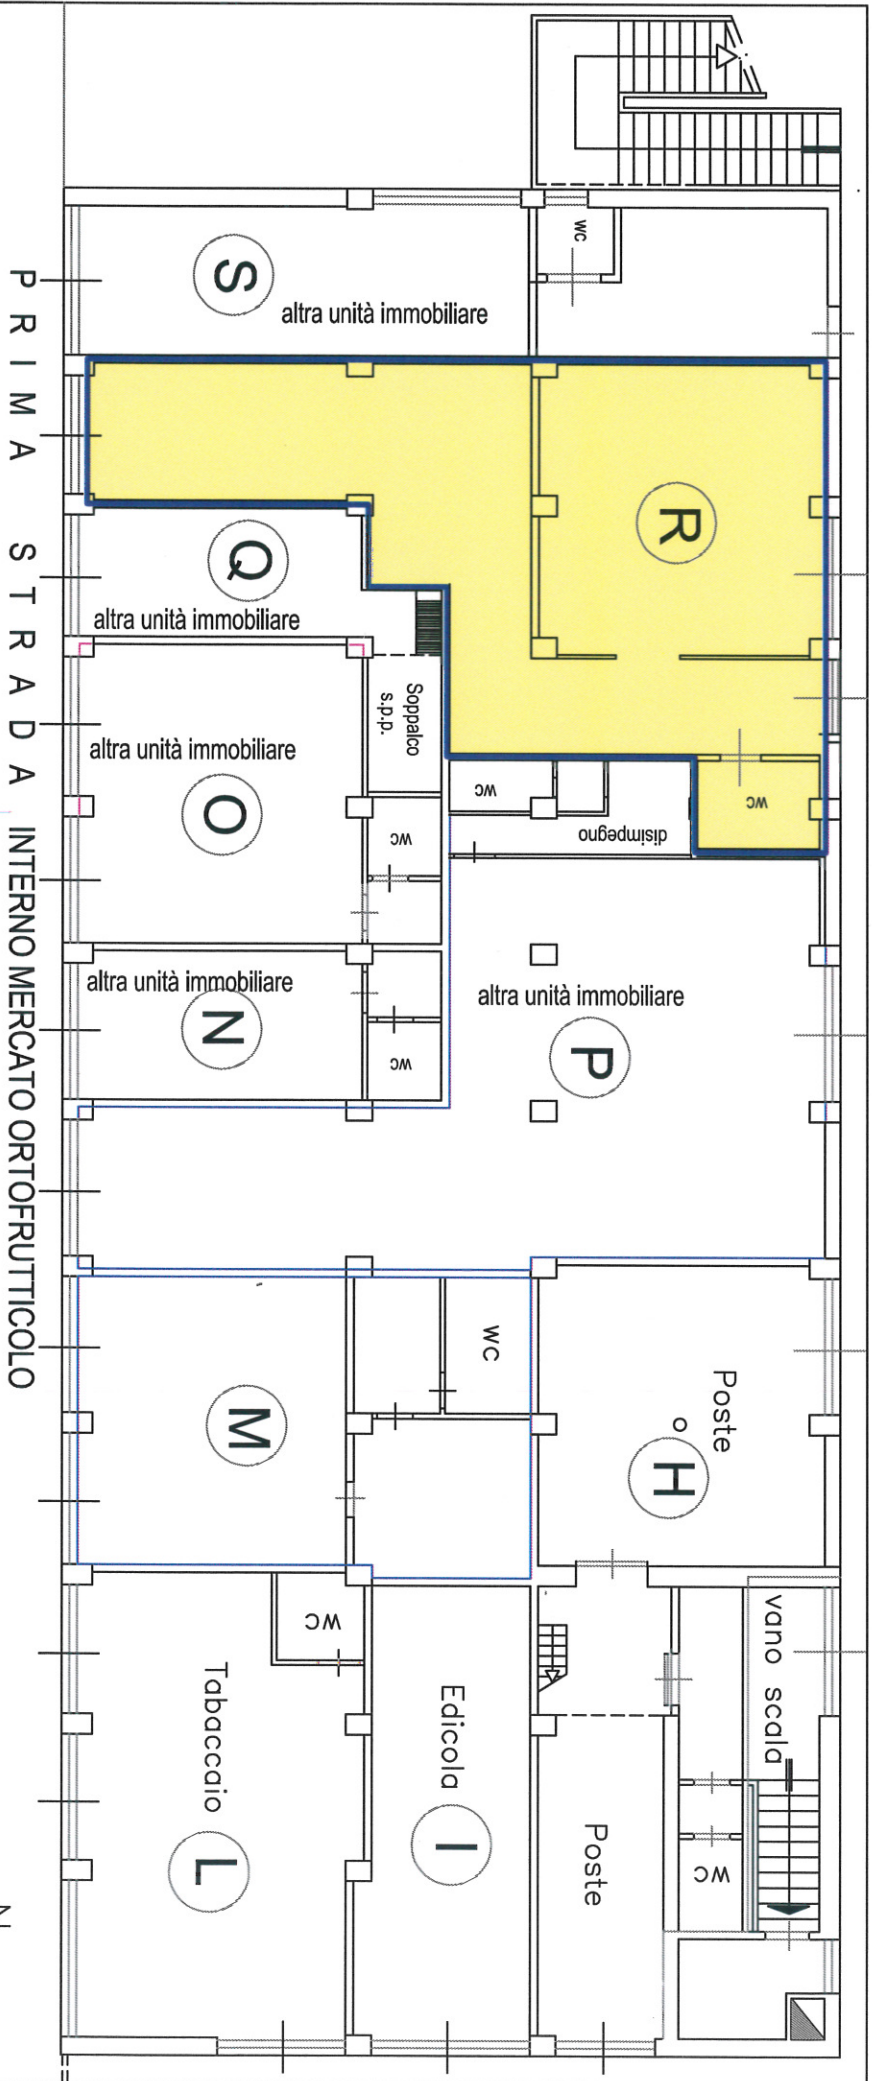 wc
S
altra unità immobiliare
R
Q
altra unità immobiliare
Soppalco
s.p.p.
altra unità immobiliare
O
wc
wc
wc
disimpegno
altra unità immobiliare
N
wc
altra unità immobiliare
P
M
wc
Poste
H
vano scala
wc
Tabaccaio
L
Edicola
I
Poste
wc
PRIMA STRADA INTERNO MERCATO ORTOFRUTTICOLO